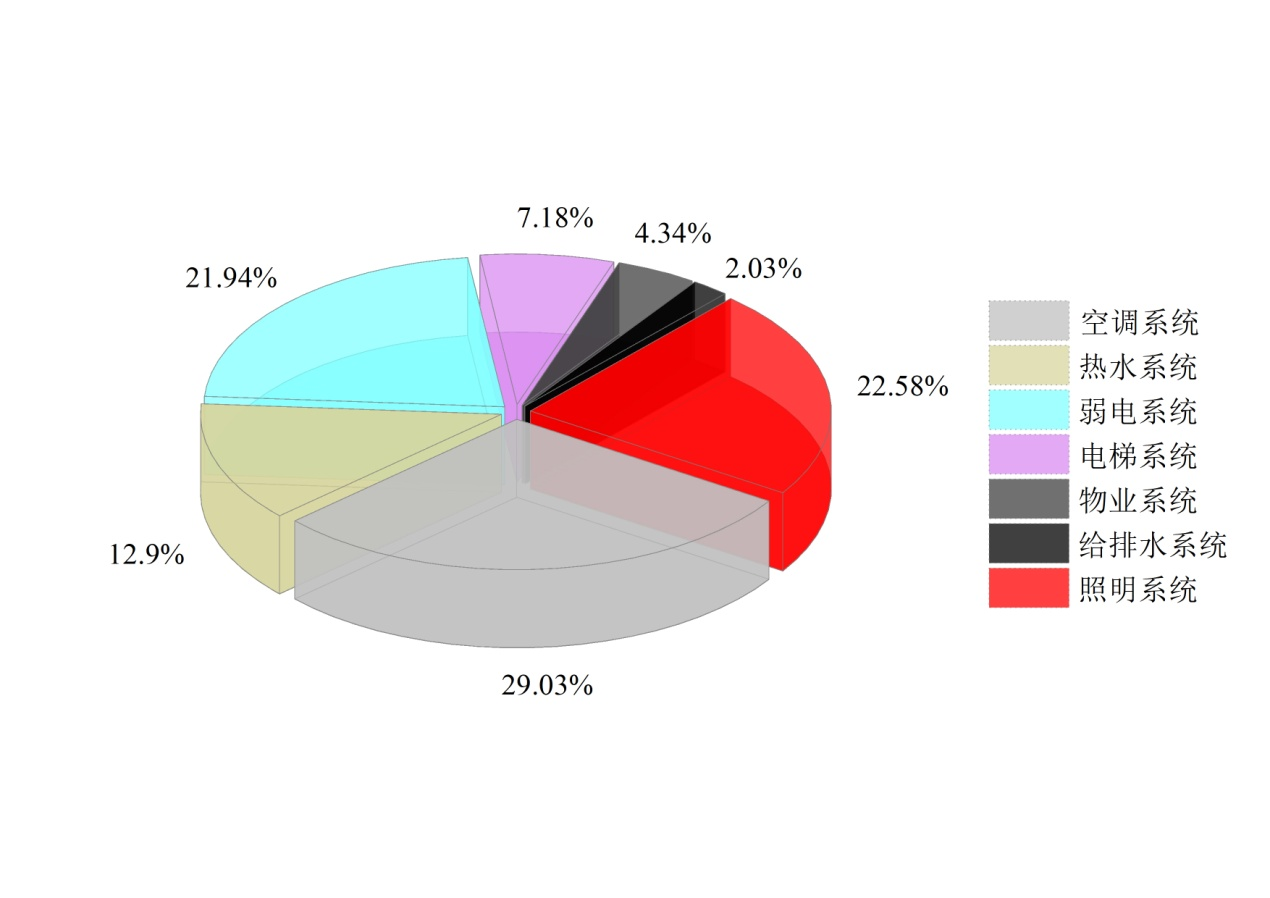 7.18%
4.34%
2.03%
21.94%
22.58%
12.9%
29.03%
空调系统
热水系统
弱电系统
电梯系统
物业系统
给排水系统
照明系统